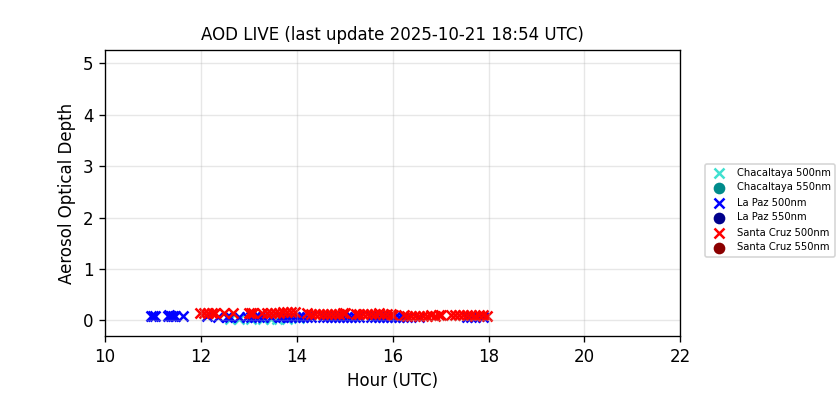 AOD LIVE (last update 2025-10-21 18:54 UTC)
Aerosol Optical Depth
5
4
3
2
1
0
10 12 14 16 18 20 22
Hour (UTC)
Chacaltaya 500nm
Chacaltaya 550nm
La Paz 500nm
La Paz 550nm
Santa Cruz 500nm
Santa Cruz 550nm